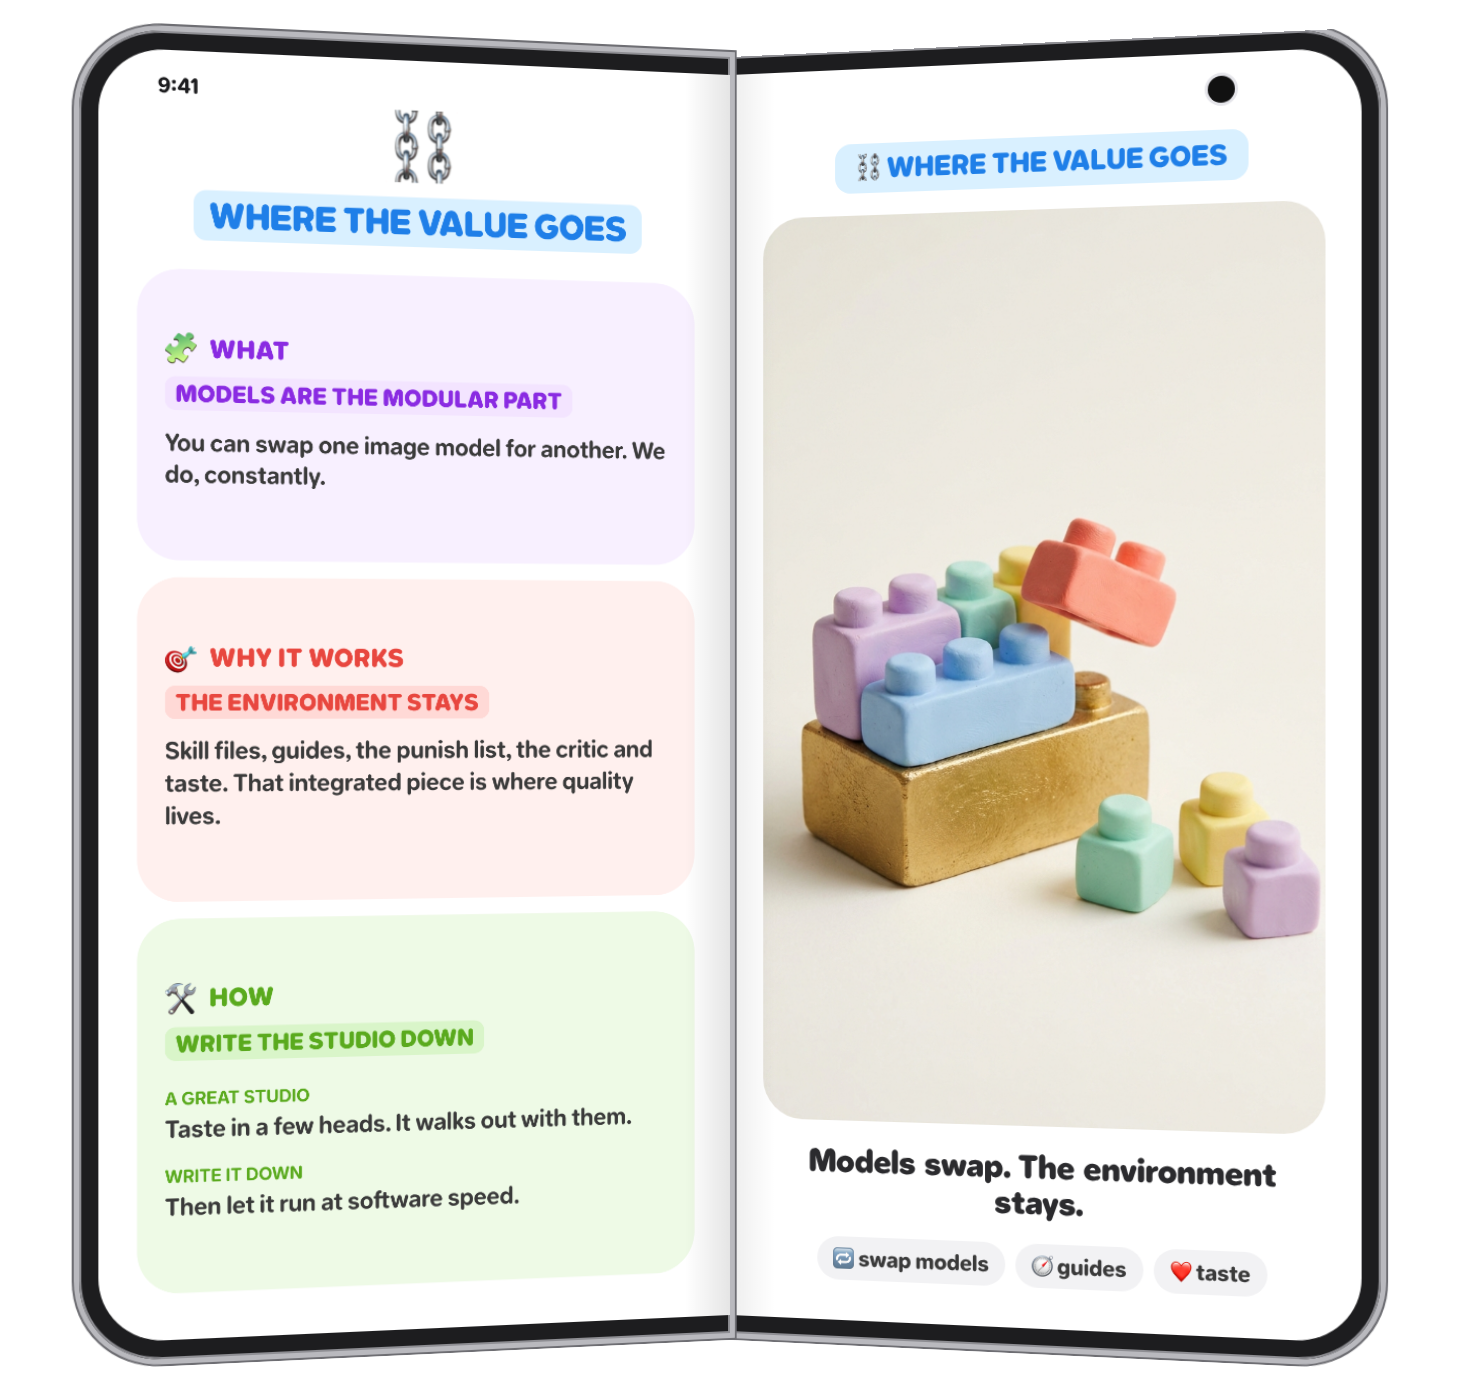 9:41
WHERE THE VALUE GOES
WHAT
MODELS ARE THE MODULAR PART
You can swap one image model for another. We
do, constantly.
WHY IT WORKS
THE ENVIRONMENT STAYS
Skill files, guides, the punish list, the critic and
taste. That integrated piece is where quality
lives.
HOW
WRITE THE STUDIO DOWN
A GREAT STUDIO
Taste in a few heads. It walks out with them.
WRITE IT DOWN
Then let it run at software speed.
WHERE THE VALUE GOES
Models swap. The environment
stays.
swap models
guides
taste